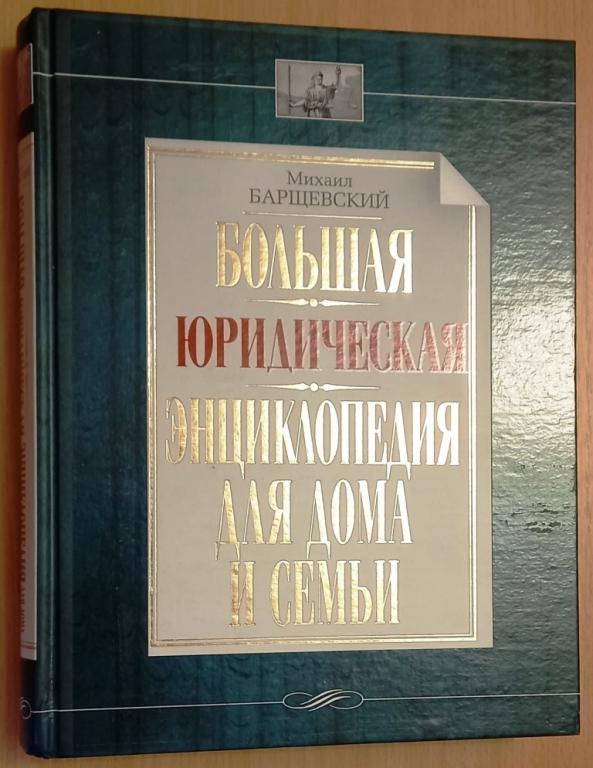 Михаил
БАРЩЕВСКИЙ
БОЛЬШАЯ
ЮРИДИЧЕСКАЯ
ЭНЦИКЛОПЕДИЯ
ДЛЯ ДОМА
И СЕМЬИ